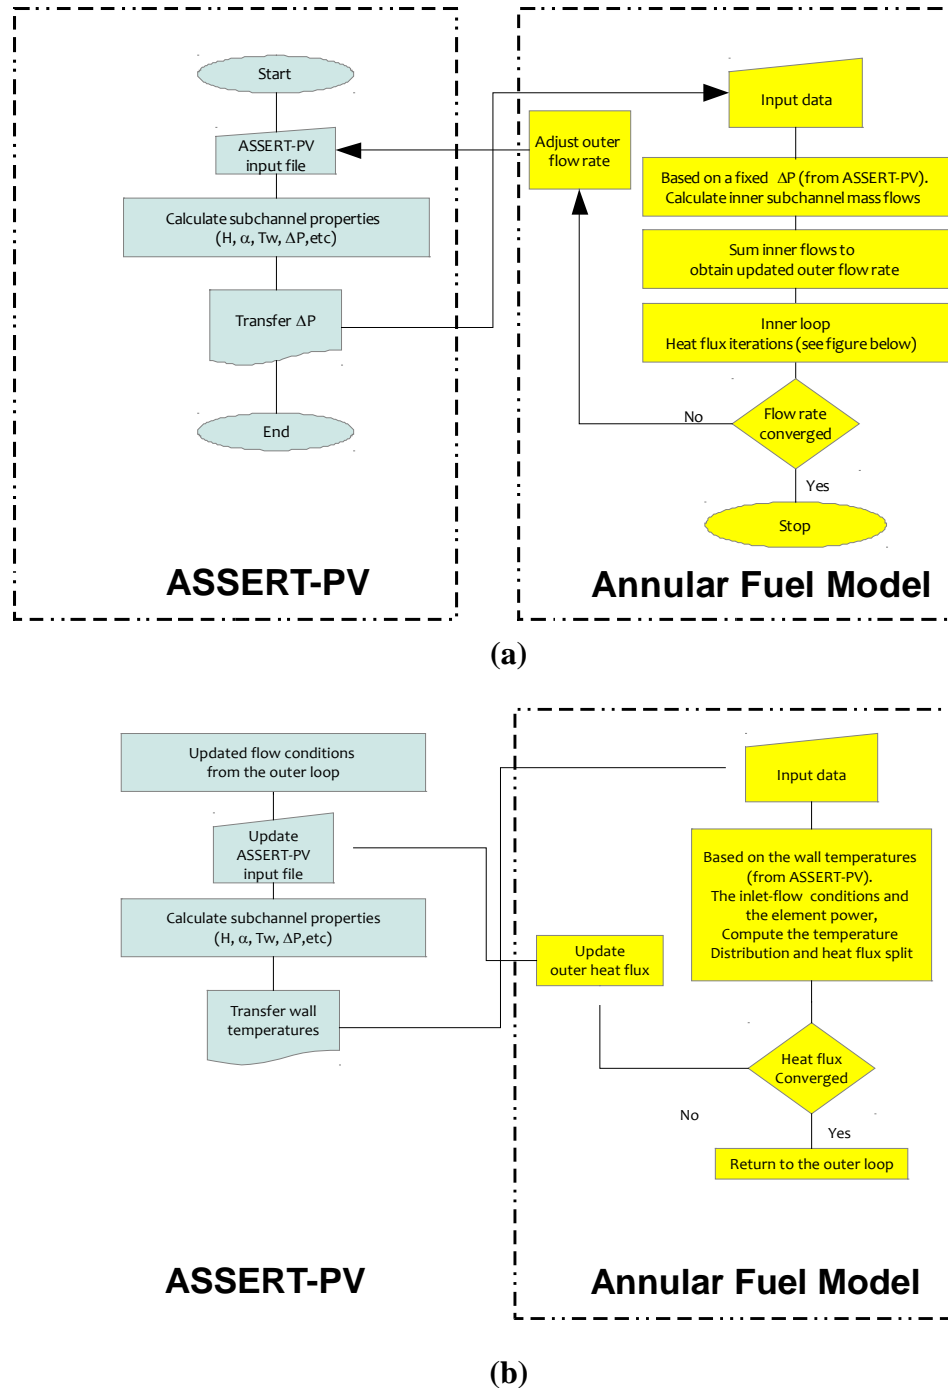 Start
ASSERT-PV
input file
Calculate subchannel properties
(H, α, Tw, ΔP,etc)
Transfer ΔP
End
ASSERT-PV
Adjust outer
flow rate
Input data
Based on a fixed ΔP (from ASSERT-PV).
Calculate inner subchannel mass flows
Sum inner flows to
obtain updated outer flow rate
Inner loop
Heat flux iterations (see figure below)
No
Flow rate
converged
Yes
Stop
Annular Fuel Model
(a)
Updated flow conditions
from the outer loop
Update
ASSERT-PV
input file
Calculate subchannel properties
(H, α, Tw, ΔP,etc)
Transfer wall
temperatures
ASSERT-PV
Input data
Based on the wall temperatures
(from ASSERT-PV).
The inlet-flow conditions and
the element power,
Compute the temperature
Distribution and heat flux split
Update
outer heat flux
Heat flux
Converged
No
Yes
Return to the outer loop
Annular Fuel Model
(b)